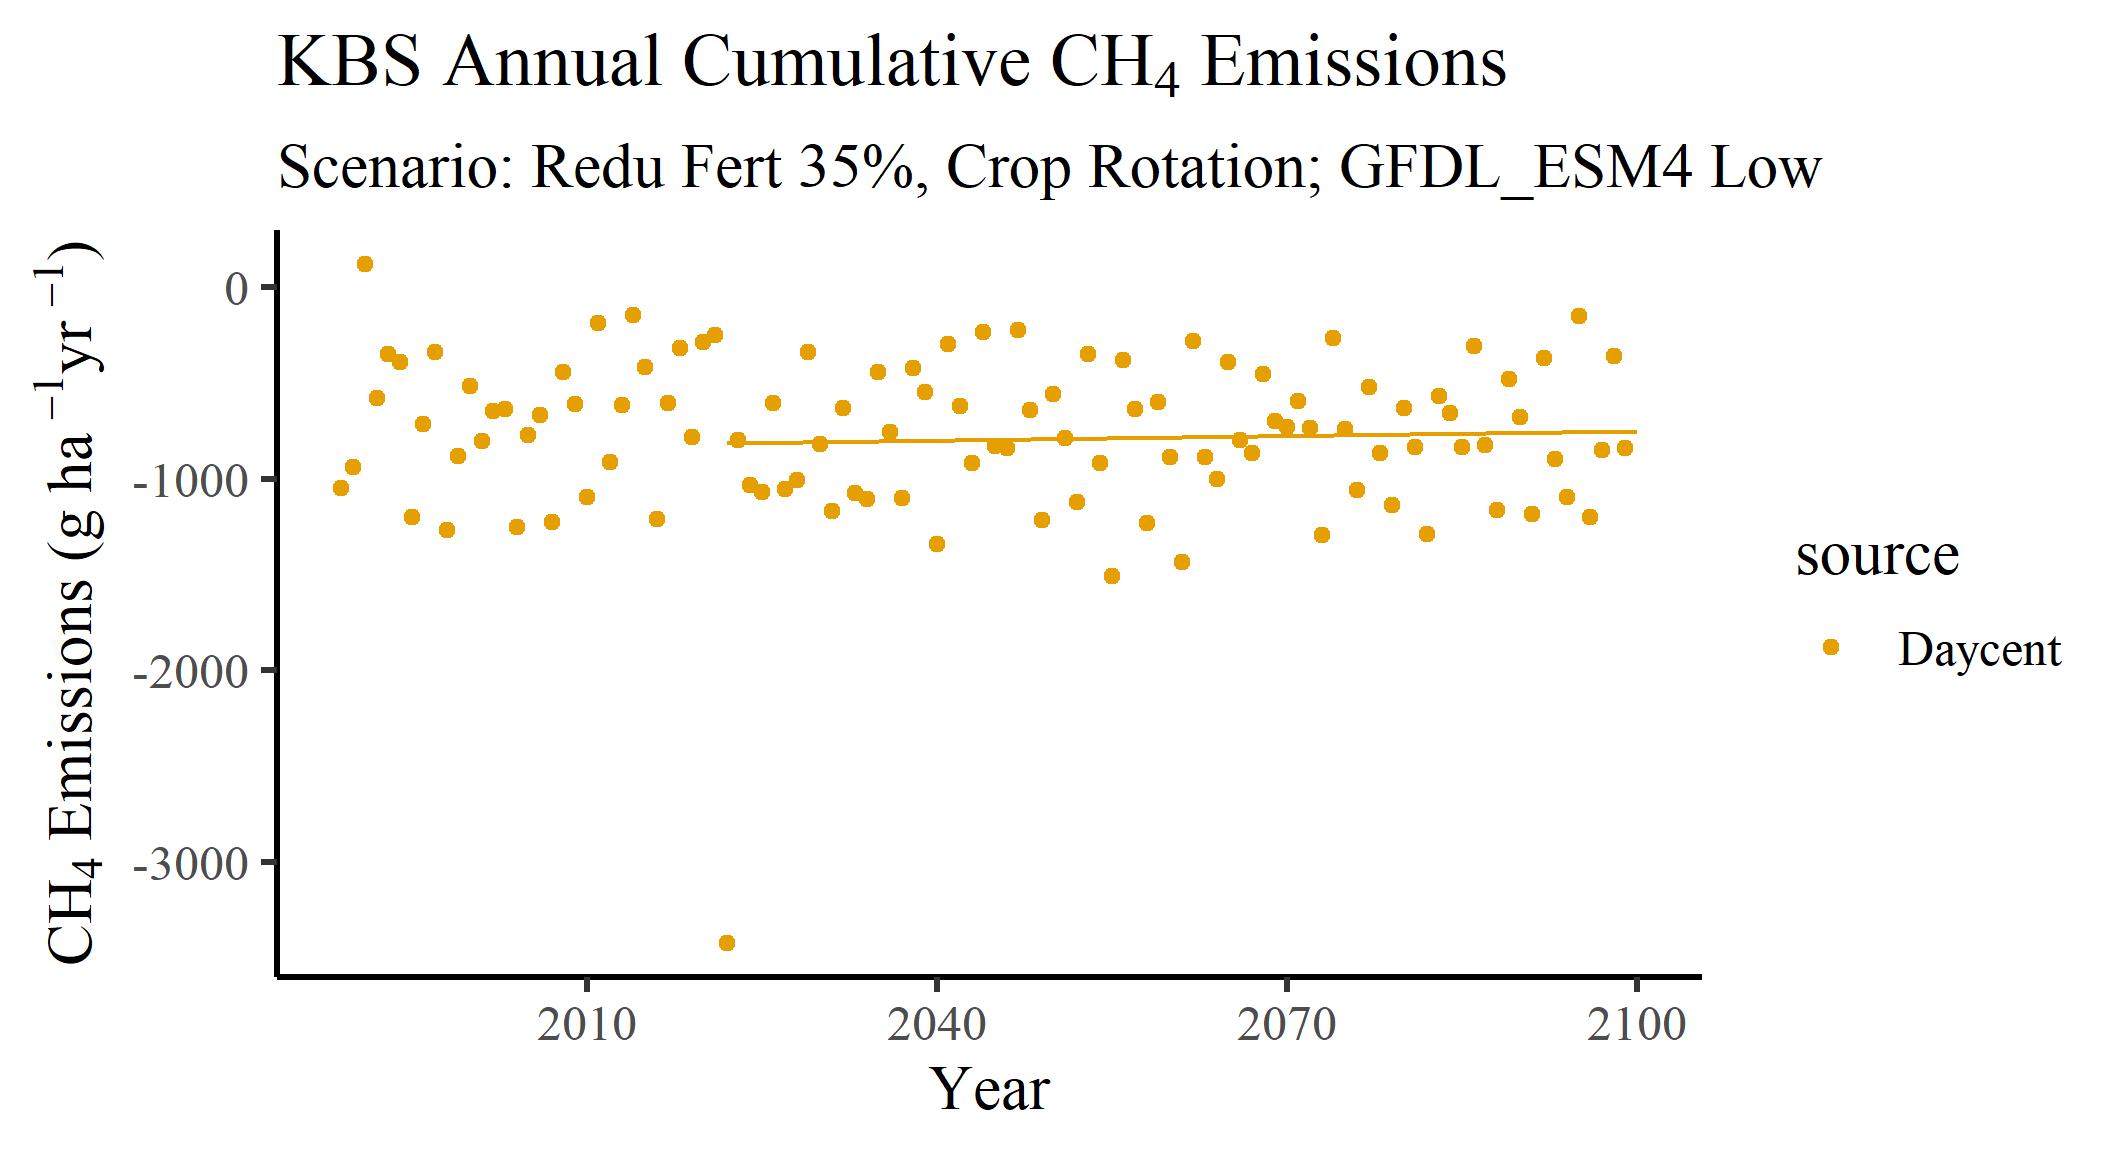 KBS Annual Cumulative CH₄ Emissions
Scenario: Redu Fert 35%, Crop Rotation; GFDL_ESM4 Low
CH₄ Emissions (g ha ⁻¹yr ⁻¹)
0
-1000
-2000
-3000
2010 2040 2070 2100
Year
source
Daycent